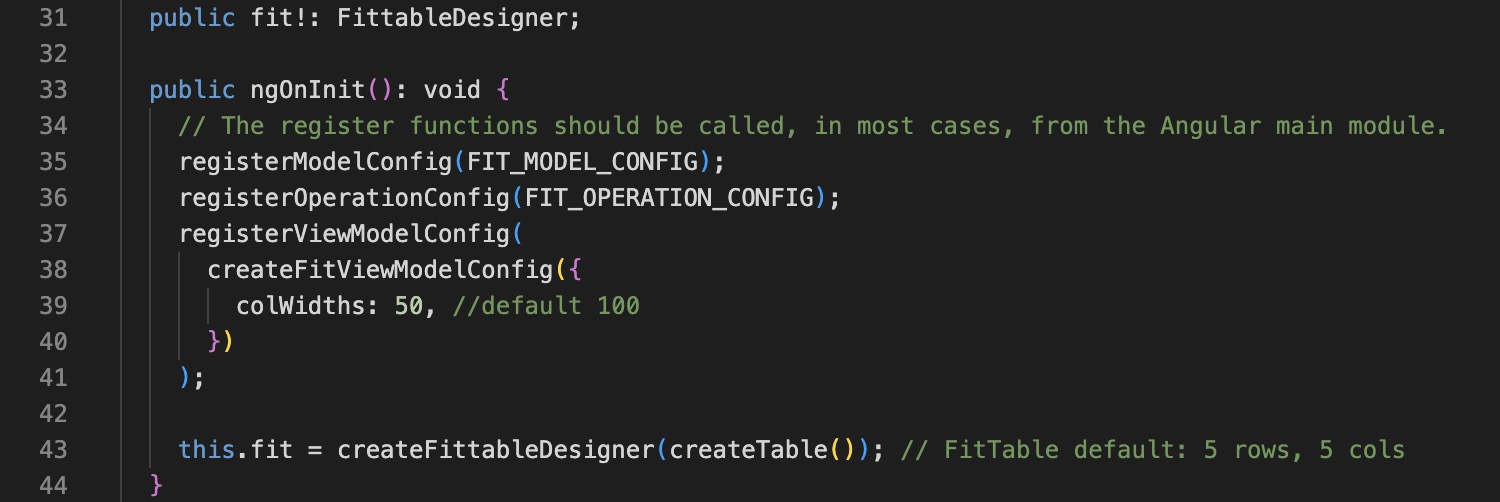 31 public fit!: FittableDesigner;
32
33 public ngOnInit(): void {
34 // The register functions should be called, in most cases, from the Angular main module.
35 registerModelConfig(FIT_MODEL_CONFIG);
36 registerOperationConfig(FIT_OPERATION_CONFIG);
37 registerViewModelConfig(
38 createFitViewModelConfig({
39 colWidths: 50, //default 100
40 })
41 );
42
43 this.fit = createFittableDesigner(createTable()); // FitTable default: 5 rows, 5 cols
44 }